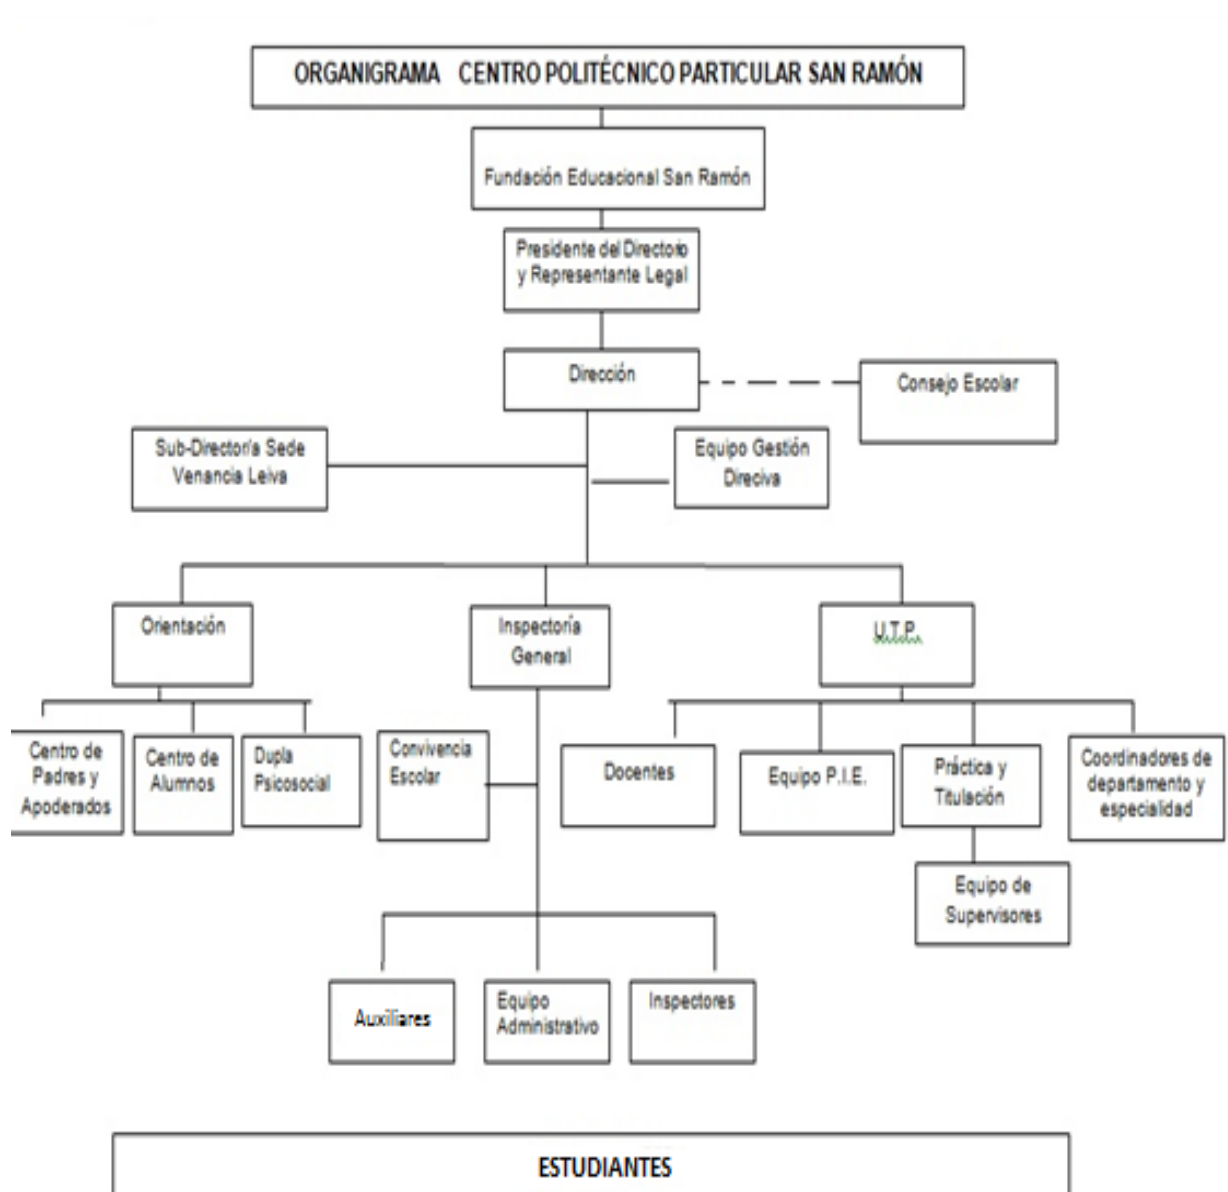 ORGANIGRAMA CENTRO POLITÉCNICO PARTICULAR SAN RAMÓN
Fundación Educacional San Ramón
Presidente del Directorio
y Representante Legal
Dirección
Consejo Escolar
Sub-Director/a Sede
Venancia Leiva
Equipo Gestión
Direciva
Orientación
Inspectoría
General
U.T.P.
Centro de
Padres y
Apoderados
Centro de
Alumnos
Dupla
Psicosocial
Convivencia
Escolar
Docentes
Equipo P.I.E.
Práctica y
Titulación
Coordinadores de
departamento y
especialidad
Equipo de
Supervisores
Auxiliares
Equipo
Administrativo
Inspectores
ESTUDIANTES